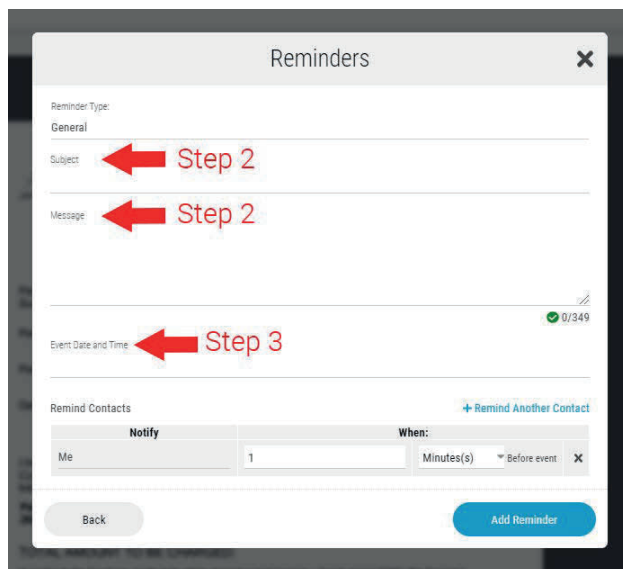 Reminders
Reminder Type:
General
Subject Step 2
Message Step 2
0/349
Event Date and Time Step 3
Remind Contacts + Remind Another Contact
Notify When:
Me 1 Minutes(s) Before event
Back Add Reminder
TOTAL AMOUNT TO BE CHARGED